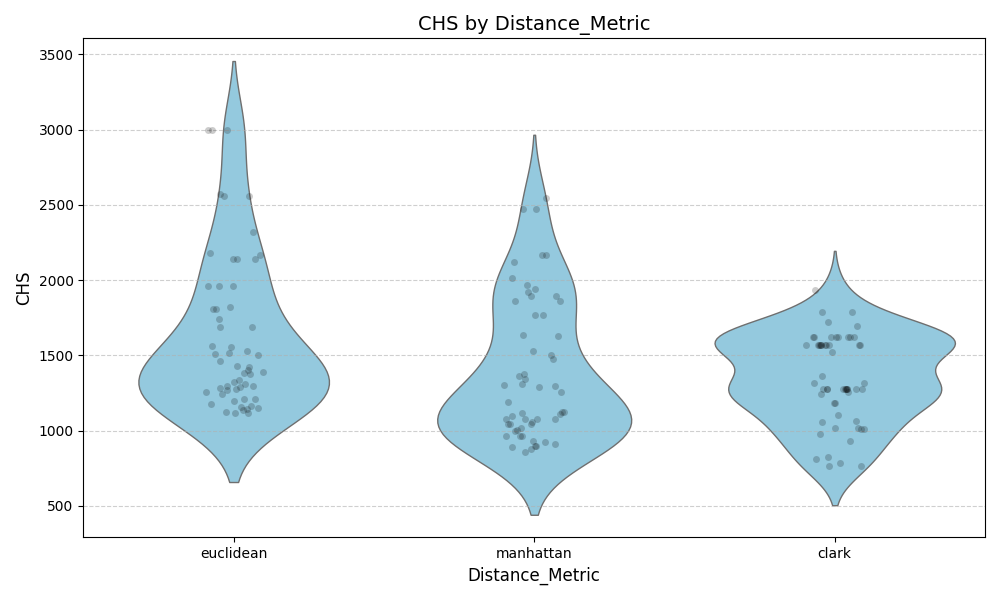 CHS by Distance_Metric
3500
3000
2500
2000
1500
1000
500
CHS
euclidean
manhattan
clark
Distance_Metric